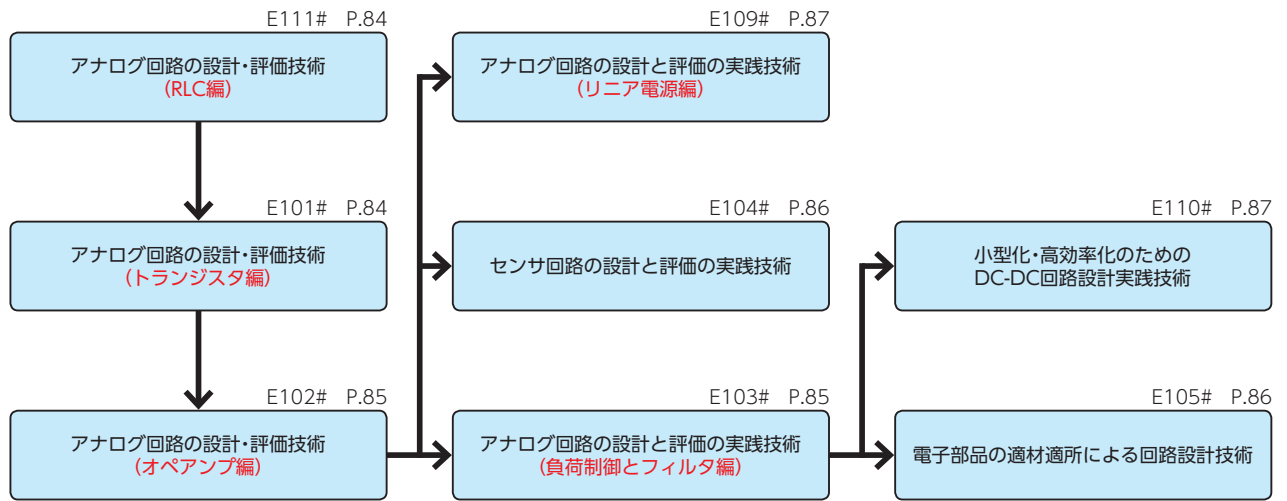 E111# P.84
アナログ回路の設計・評価技術
(RLC編)
E101# P.84
アナログ回路の設計・評価技術
(トランジスタ編)
E102# P.85
アナログ回路の設計・評価技術
(オペアンプ編)
E109# P.87
アナログ回路の設計と評価の実践技術
(リニア電源編)
E104# P.86
センサ回路の設計と評価の実践技術
E103# P.85
アナログ回路の設計と評価の実践技術
(負荷制御とフィルタ編)
E110# P.87
小型化・高効率化のための
DC-DC回路設計実践技術
E105# P.86
電子部品の適材適所による回路設計技術